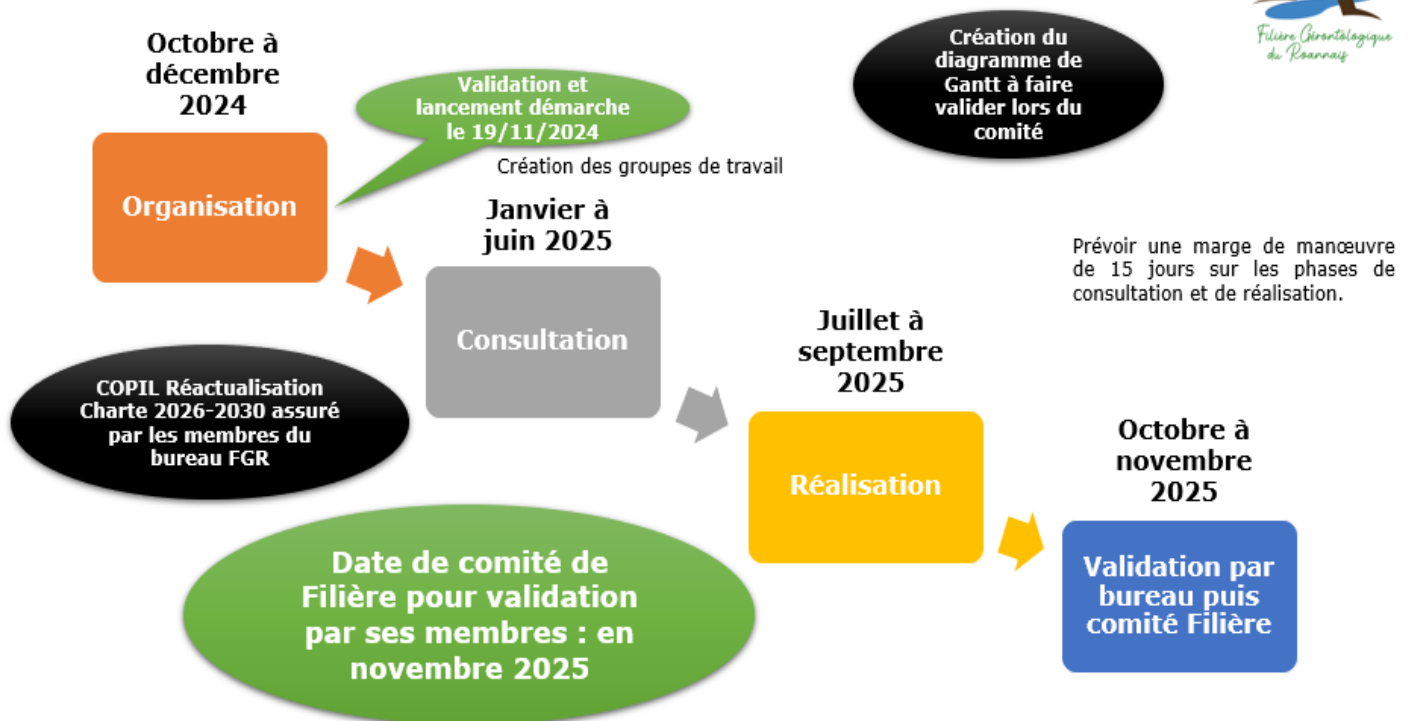 Filière Gérontologique
du Roannais
Octobre à
décembre
2024
Validation et
lancement démarche
le 19/11/2024
Création du
diagramme de
Gantt à faire
valider lors du
comité
Création des groupes de travail
Organisation
Janvier à
juin 2025
Prévoir une marge de manœuvre
de 15 jours sur les phases de
consultation et de réalisation.
Consultation
Juillet à
septembre
2025
COPIL Réactualisation
Charte 2026-2030 assuré
par les membres du
bureau FGR
Réalisation
Octobre à
novembre
2025
Date de comité de
Filière pour validation
par ses membres : en
novembre 2025
Validation par
bureau puis
comité Filière